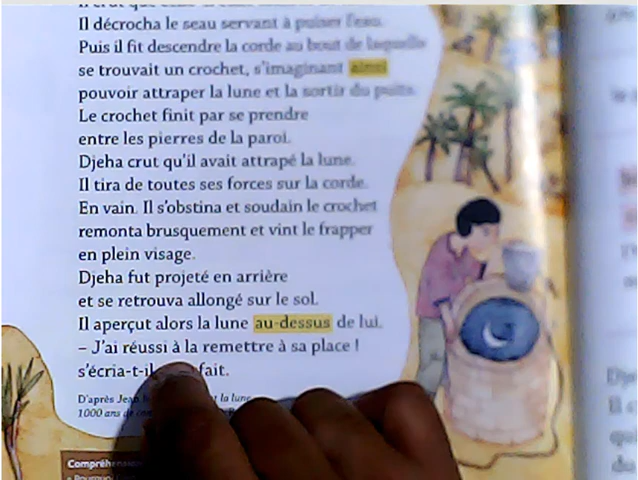 Il décrocha le seau servant à puiser l'eau.
Puis il fit descendre la corde au bout de laquelle
se trouvait un crochet, s'imaginant ainsi
pouvoir attraper la lune et la sortir du puits.
Le crochet finit par se prendre
entre les pierres de la paroi.
Djeha crut qu'il avait attrapé la lune.
Il tira de toutes ses forces sur la corde.
En vain. Il s'obstina et soudain le crochet
remonta brusquement et vint le frapper
en plein visage.
Djeha fut projeté en arrière
et se retrouva allongé sur le sol.
Il aperçut alors la lune au-dessus de lui.
– J'ai réussi à la remettre à sa place !
s'écria-t-il fait.
D'après Jean la lune
1000 ans de
Compréhension